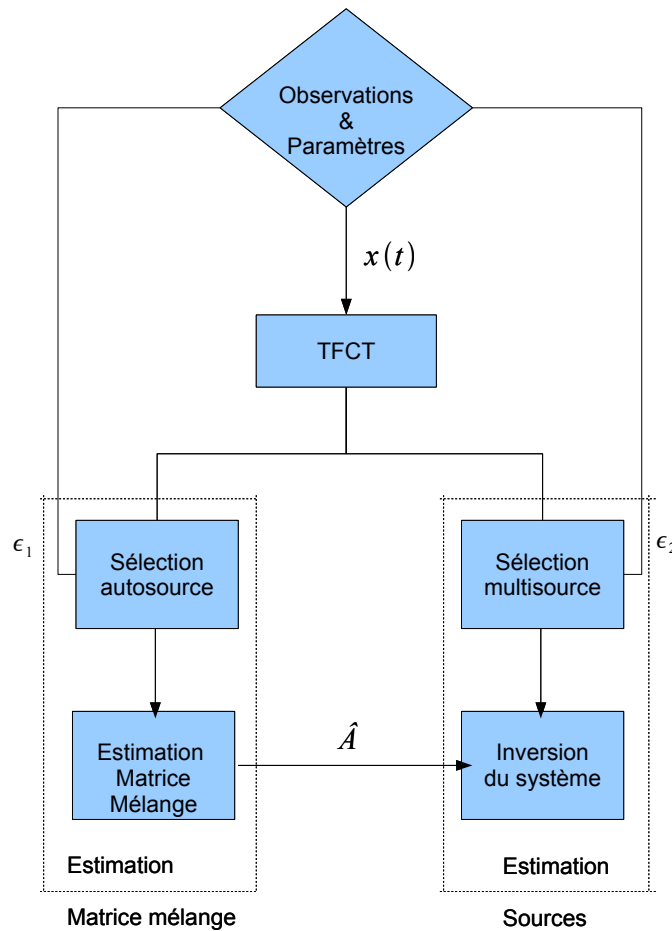 Observations
&
Paramètres
x(t)
TFCT
ϵ₁
Sélection
autosource
Sélection
multisource
ϵ₂
Estimation
Matrice
Mélange
Â
Inversion
du système
Estimation
Matrice mélange
Estimation
Sources